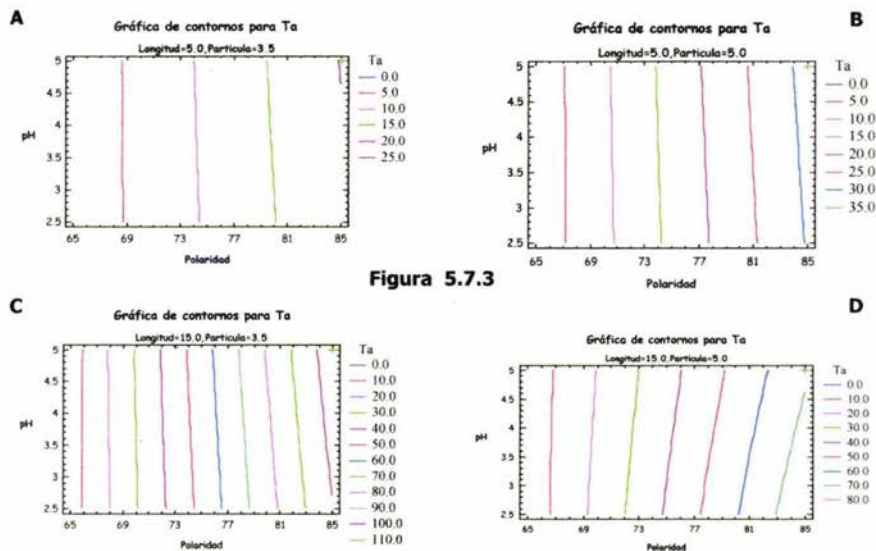 A
Gráfica de contornos para Ta
Longitud=5.0,Particula=3.5
Ta
0.0
5.0
10.0
15.0
20.0
25.0
pH
5
4.5
4
3.5
3
2.5
65 69 73 77 81 85
Polaridad
B
Gráfica de contornos para Ta
Longitud=5.0,Particula=5.0
Ta
0.0
5.0
10.0
15.0
20.0
25.0
30.0
35.0
pH
5
4.5
4
3.5
3
2.5
65 69 73 77 81 85
Polaridad
Figura 5.7.3
C
Gráfica de contornos para Ta
Longitud=15.0,Particula=3.5
Ta
0.0
10.0
20.0
30.0
40.0
50.0
60.0
70.0
80.0
90.0
100.0
110.0
pH
5
4.5
4
3.5
3
2.5
65 69 73 77 81 85
Polaridad
D
Gráfica de contornos para Ta
Longitud=15.0,Particula=5.0
Ta
0.0
10.0
20.0
30.0
40.0
50.0
60.0
70.0
80.0
pH
5
4.5
4
3.5
3
2.5
65 69 73 77 81 85
Polaridad